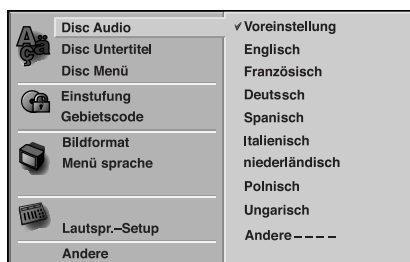 Disc Audio
Disc Untertitel
Disc Menü
Einstufung
Gebietscode
Bildformat
Menü sprache
Lautspr.–Setup
Andere
✓Voreinstellung
Englisch
Französisch
Deutssch
Spanisch
Italienisch
niederländisch
Polnisch
Ungarisch
Andere– – – –